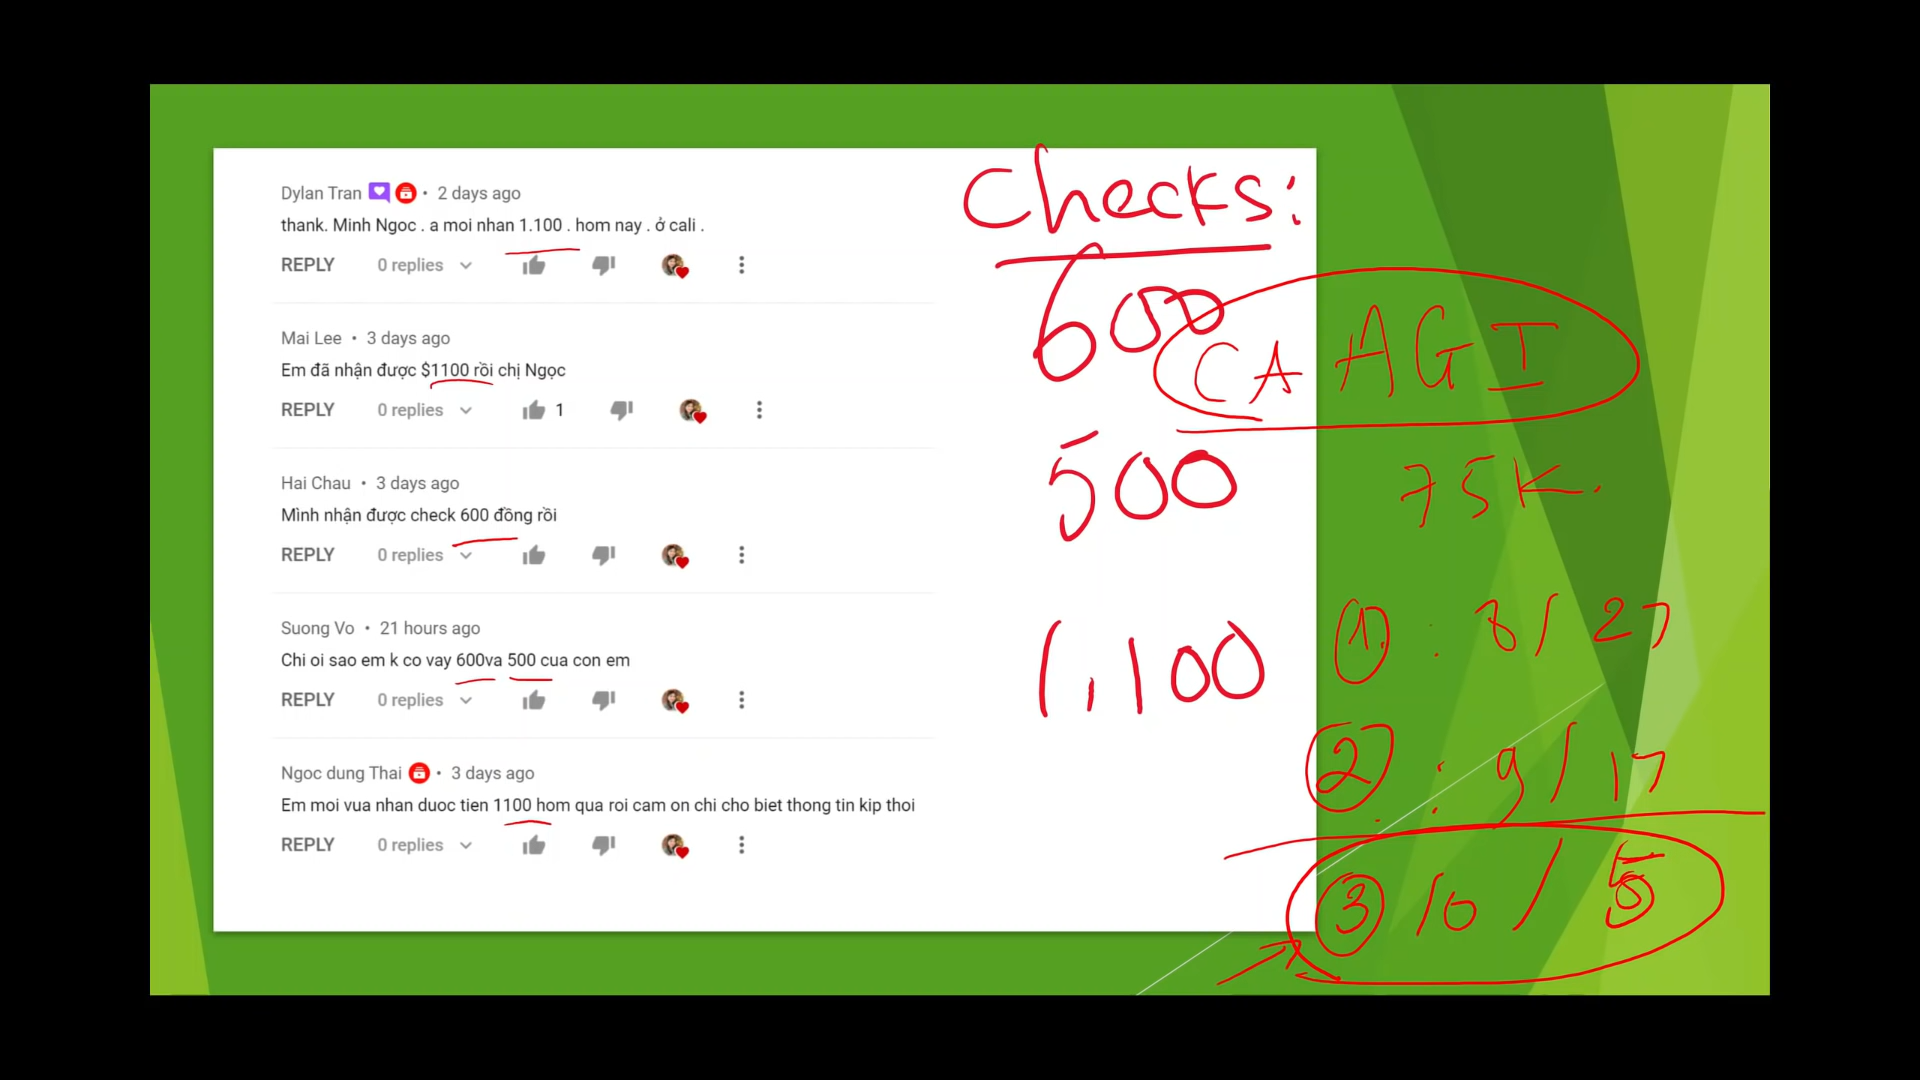 Dylan Tran • 2 days ago
thank. Minh Ngoc . a moi nhan 1.100 . hom nay . ở cali .
REPLY 0 replies
Mai Lee • 3 days ago
Em đã nhận được $1100 rồi chị Ngọc
REPLY 0 replies 1
Hai Chau • 3 days ago
Mình nhận được check 600 đồng rồi
REPLY 0 replies
Suong Vo • 21 hours ago
Chi oi sao em k co vay 600va 500 cua con em
REPLY 0 replies
Ngoc dung Thai • 3 days ago
Em moi vua nhan duoc tien 1100 hom qua roi cam on chi cho biet thong tin kip thoi
REPLY 0 replies
Checks:
600
500
1,100
CA AGI
75K.
1. : 8/27
2 : 9/17
3 10/5